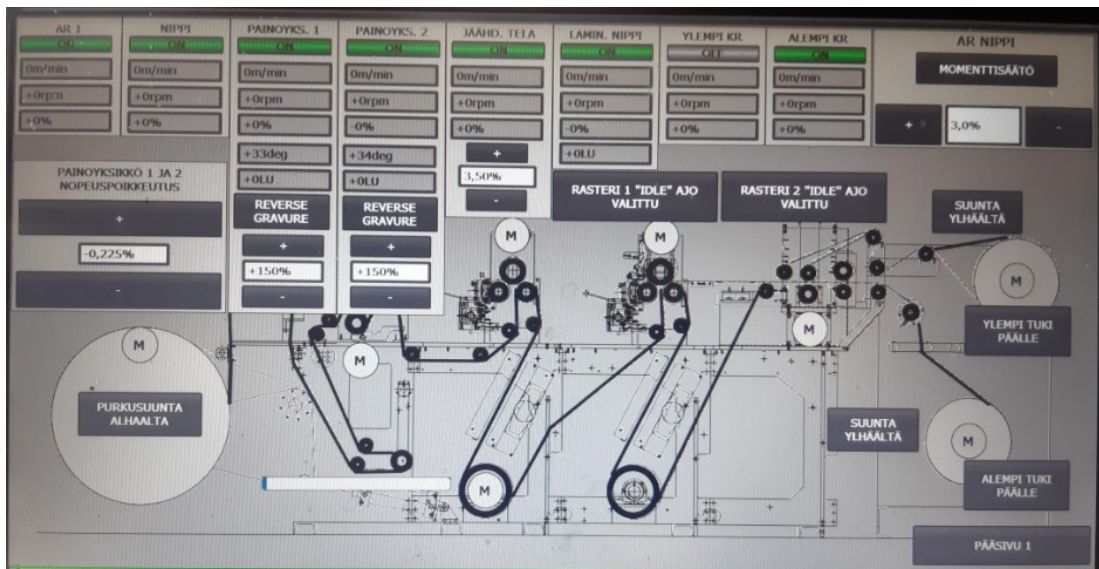 AR 1
ON
0m/min
+0rpm
+0%
NIPPI
ON
0m/min
+0rpm
+0%
PAINOYKS. 1
ON
0m/min
+0rpm
+0%
+33deg
+0LU
REVERSE
GRAVURE
+
+150%
-
PAINOYKS. 2
ON
0m/min
+0rpm
-0%
+34deg
+0LU
REVERSE
GRAVURE
+
+150%
-
JÄÄHD. TELA
ON
0m/min
+0rpm
+0%
+
3,50%
-
LAMIN. NIPPI
ON
0m/min
+0rpm
-0%
+0LU
YLEMPI KR
OFF
0m/min
+0rpm
+0%
ALEMPI KR
ON
0m/min
+0rpm
+0%
AR NIPPI
MOMENTTISÄÄTÖ
+ 3,0% -
PAINOYKSIKKÖ 1 JA 2
NOPEUSPOIKKEUTUS
+
-0,225%
-
RASTERI 1 "IDLE" AJO
VALITTU
RASTERI 2 "IDLE" AJO
VALITTU
SUUNTA
YLHÄÄLTÄ
M
M
M
M
M
M
YLEMPI TUKI
PÄÄLLE
PURKUSUUNTA
ALHAALTA
SUUNTA
YLHÄÄLTÄ
M
M
ALEMPI TUKI
PÄÄLLE
PÄÄSIVU 1